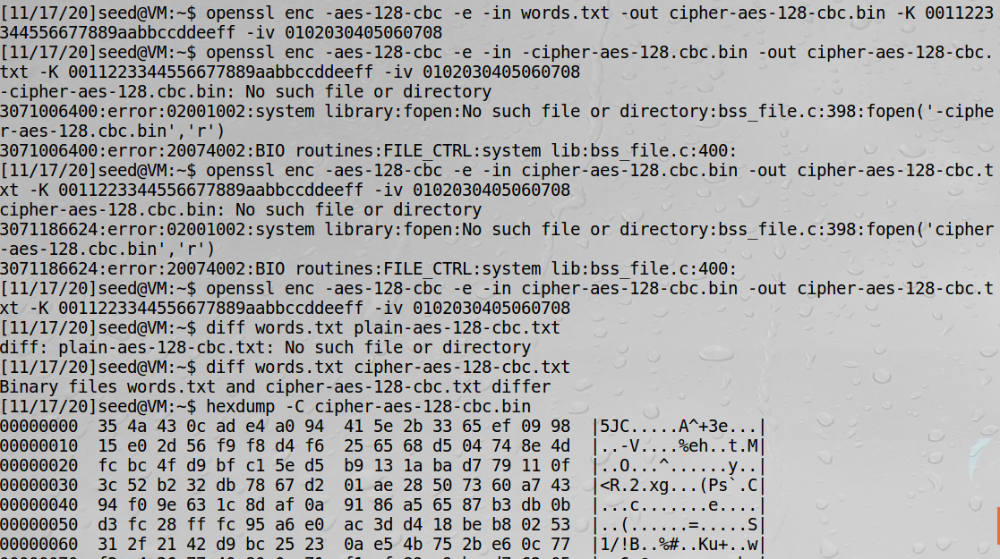 [11/17/20]seed@VM:~$ openssl enc -aes-128-cbc -e -in words.txt -out cipher-aes-128-cbc.bin -K 0011223
344556677889aabbccddeeff -iv 0102030405060708
[11/17/20]seed@VM:~$ openssl enc -aes-128-cbc -e -in -cipher-aes-128.cbc.bin -out cipher-aes-128-cbc.
txt -K 00112233445566778​89aabbccddeeff -iv 0102030405060708
-cipher-aes-128.cbc.bin: No such file or directory
3071006400:error:02001002:system library:fopen:No such file or directory:bss_file.c:398:fopen('-ciphe
r-aes-128.cbc.bin','r')
3071006400:error:20074002:BIO routines:FILE_CTRL:system lib:bss_file.c:400:
[11/17/20]seed@VM:~$ openssl enc -aes-128-cbc -e -in cipher-aes-128.cbc.bin -out cipher-aes-128-cbc.t
xt -K 00112233445566778​89aabbccddeeff -iv 0102030405060708
cipher-aes-128.cbc.bin: No such file or directory
3071186624:error:02001002:system library:fopen:No such file or directory:bss_file.c:398:fopen('cipher
-aes-128.cbc.bin','r')
3071186624:error:20074002:BIO routines:FILE_CTRL:system lib:bss_file.c:400:
[11/17/20]seed@VM:~$ openssl enc -aes-128-cbc -e -in cipher-aes-128-cbc.bin -out cipher-aes-128-cbc.t
xt -K 00112233445566778​89aabbccddeeff -iv 0102030405060708
[11/17/20]seed@VM:~$ diff words.txt plain-aes-128-cbc.txt
diff: plain-aes-128-cbc.txt: No such file or directory
[11/17/20]seed@VM:~$ diff words.txt cipher-aes-128-cbc.txt
Binary files words.txt and cipher-aes-128-cbc.txt differ
[11/17/20]seed@VM:~$ hexdump -C cipher-aes-128-cbc.bin
00000000  35 4a 43 0c ad e4 a0 94  41 5e 2b 33 65 ef 09 98  |5JC.....A^+3e...|
00000010  15 e0 2d 56 f9 f8 d4 f6  25 65 68 d5 04 74 8e 4d  |..-V....%eh..t.M|
00000020  fc bc 4f d9 bf c1 5e d5  b9 13 1a ba d7 79 11 0f  |..O...^......y..|
00000030  3c 52 b2 32 db 78 67 d2  01 ae 28 50 73 60 a7 43  |<R.2.xg...(Ps`.C|
00000040  94 f0 9e 63 1c 8d af 0a  91 86 a5 65 87 b3 db 0b  |...c.......e....|
00000050  d3 fc 28 ff fc 95 a6 e0  ac 3d d4 18 be b8 02 53  |..(......=.....S|
00000060  31 2f 21 42 d9 bc 25 23  0a e5 4b 75 2b e6 0c 77  |1/!B..%#..Ku+..w|